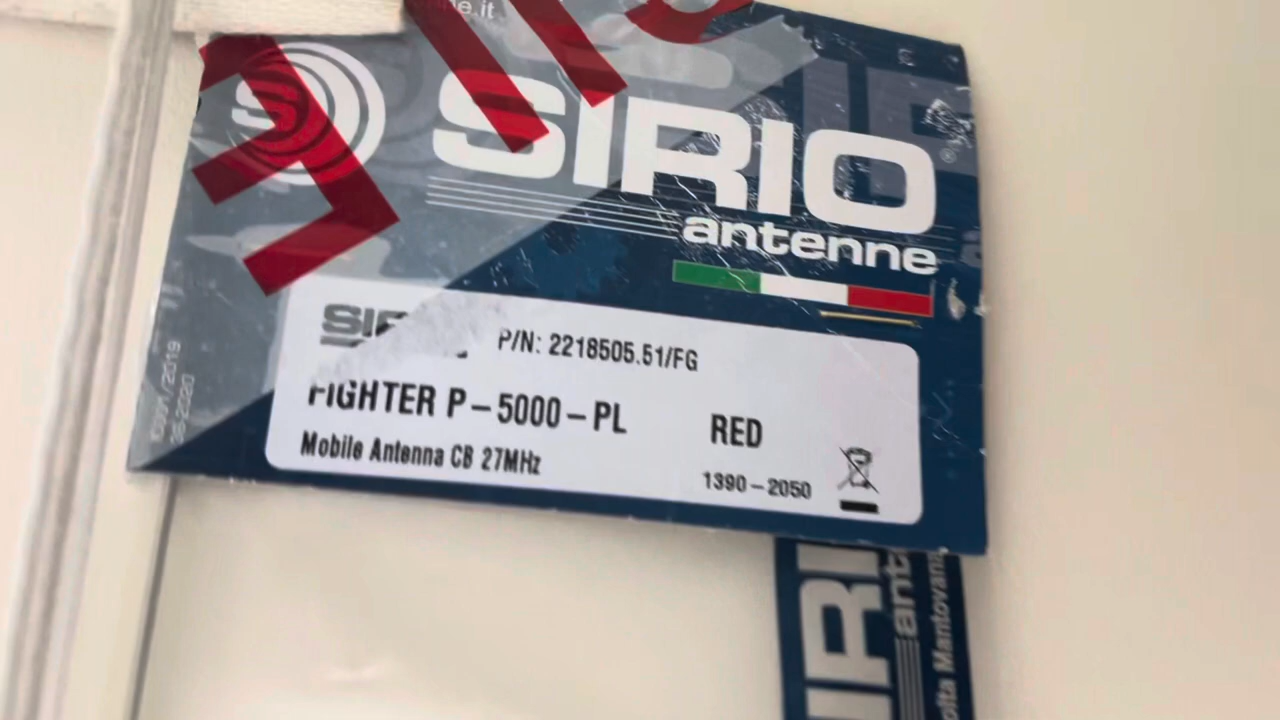 SIRIO
antenne
P/N: 2218505.51/FG
FIGHTER P-5000-PL
RED
Mobile Antenna CB 27MHz
1390-2050